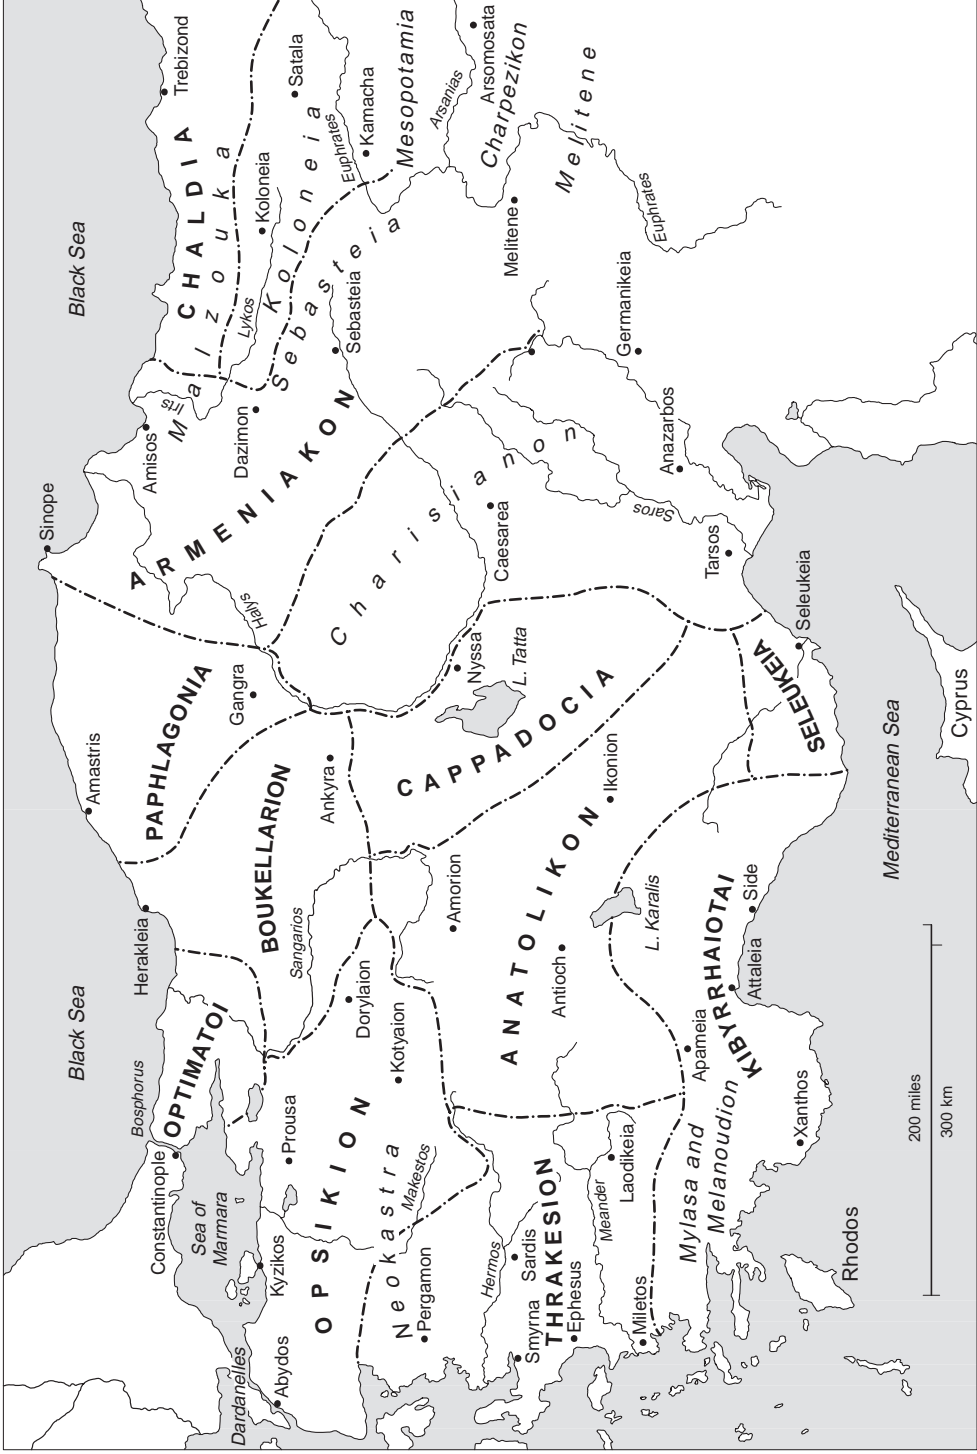 Black Sea
Black Sea
Bosphorus
Constantinople
Sea of
Marmara
Dardanelles
Abydos
Kyzikos
Prousa
OPTIMATOI
Herakleia
Amastris
Sinope
Amisos
Iris
Trebizond
CHALDIA
Maizouka
Satala
Koloneia
Koloneia
Lykos
Dazimon
PAPHLAGONIA
Gangra
Halys
ARMENIAKON
Sebasteia
Sebasteia
Euphrates
Kamacha
Mesopotamia
Arsanias
Arsomosata
Charpezikon
Melitene
Melitene
Euphrates
Germanikeia
Anazarbos
Saros
Tarsos
Charisianon
Caesarea
Nyssa
L. Tatta
CAPPADOCIA
BOUKELLARION
Ankyra
Sangarios
Dorylaion
Kotyaion
Amorion
OPSIKION
Neokastra
Makestos
Pergamon
Hermos
Smyrna
Sardis
THRAKESION
Ephesus
Meander
Laodikeia
Miletos
ANATOLIKON
Antioch
Ikonion
L. Karalis
Apameia
Mylasa and
Melanoudion
KIBYRRHAIOTAI
Xanthos
Attaleia
Side
SELEUKEIA
Seleukeia
Rhodos
Mediterranean Sea
Cyprus
200 miles
300 km